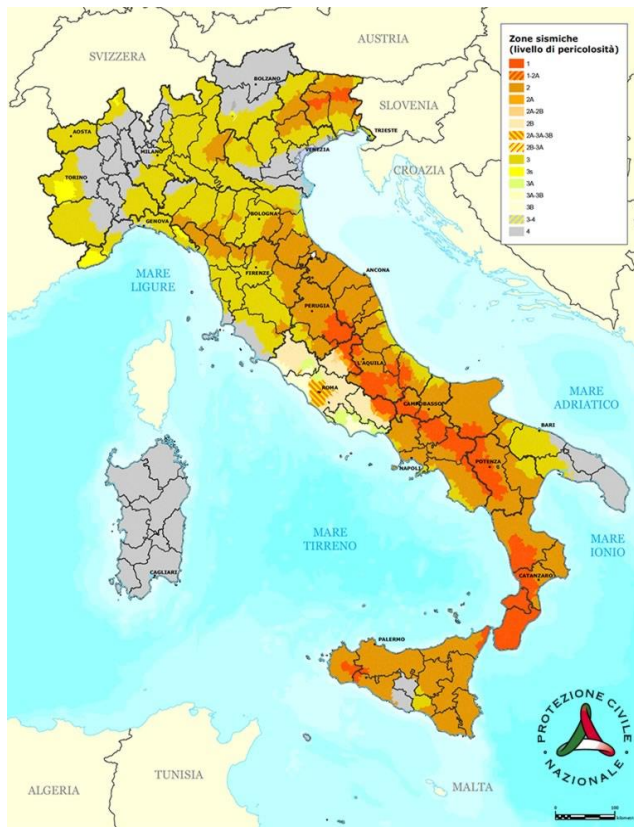 Zone sismiche
(livello di pericolosità)
1
1-2A
2
2A
2A-2B
2B
2A-3A-3B
2B-3A
3
3s
3A
3A-3B
3B
3-4
4
AUSTRIA
SVIZZERA
BOLZANO
SLOVENIA
AOSTA
TRIESTE
MILANO
VENEZIA
CROAZIA
TORINO
BOLOGNA
GENOVA
FIRENZE
ANCONA
MARE
LIGURE
PERUGIA
L'AQUILA
ROMA
CAMPOBASSO
MARE
ADRIATICO
BARI
NAPOLI
POTENZA
MARE
TIRRENO
MARE
IONIO
CAGLIARI
CATANZARO
PALERMO
PROTEZIONE CIVILE
NAZIONALE
ALGERIA
TUNISIA
MALTA
0
100